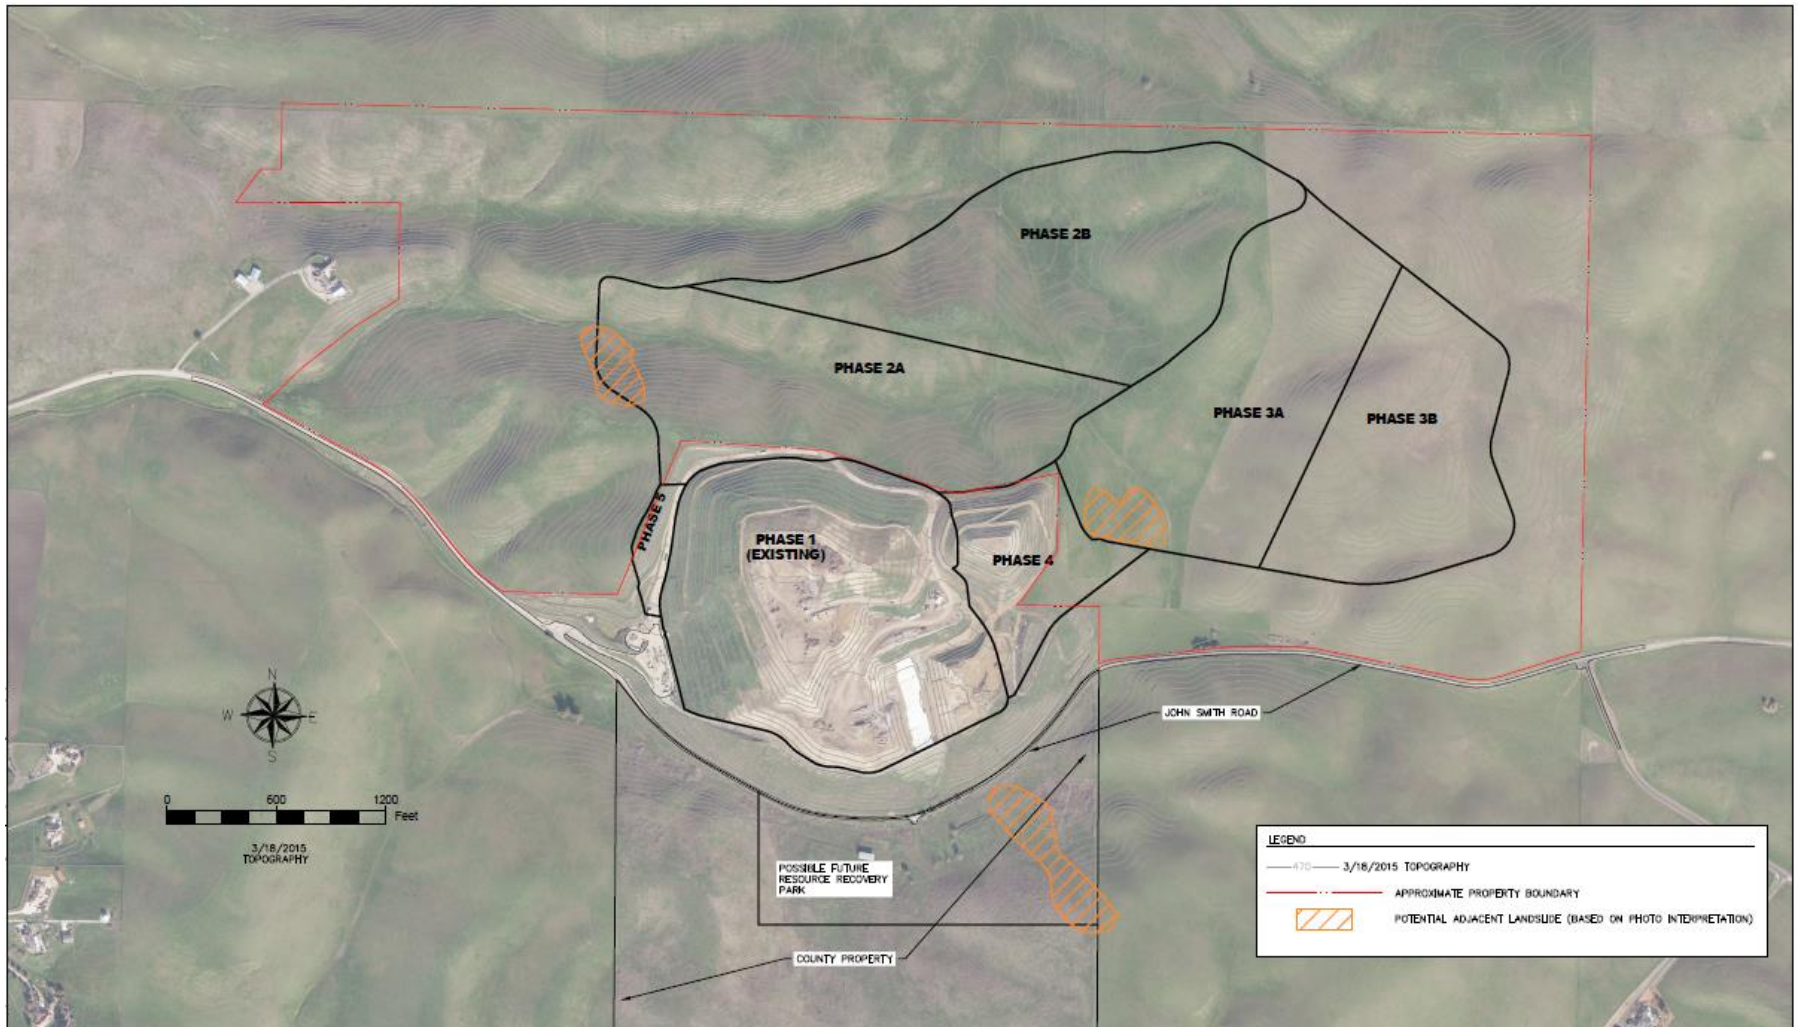 PHASE 2B
PHASE 2A
PHASE 3A
PHASE 3B
PHASE 5
PHASE 1
(EXISTING)
PHASE 4
N
W
E
S
JOHN SMITH ROAD
0 600 1200
Feet
3/18/2015
TOPOGRAPHY
POSSIBLE FUTURE
RESOURCE RECOVERY
PARK
COUNTY PROPERTY
LEGEND
470 3/18/2015 TOPOGRAPHY
APPROXIMATE PROPERTY BOUNDARY
POTENTIAL ADJACENT LANDSLIDE (BASED ON PHOTO INTERPRETATION)